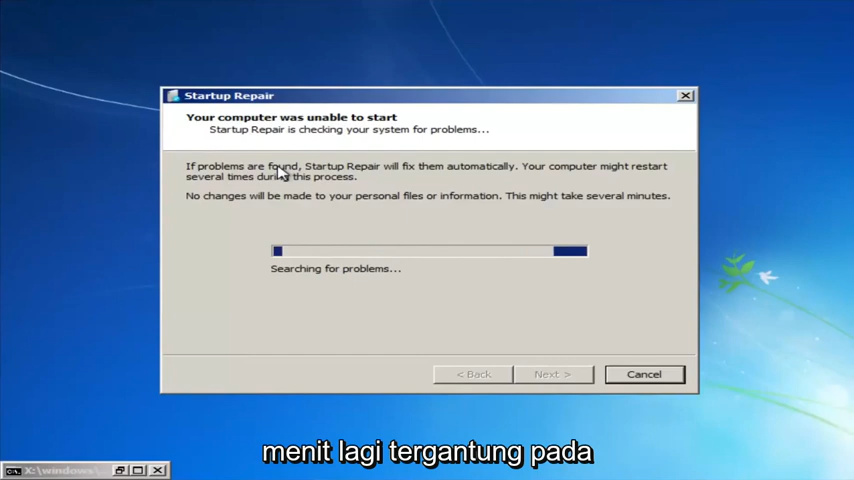 Startup Repair
Your computer was unable to start
Startup Repair is checking your system for problems...
If problems are found, Startup Repair will fix them automatically. Your computer might restart
several times during this process.
No changes will be made to your personal files or information. This might take several minutes.
Searching for problems...
< Back Next > Cancel
menit lagi tergantung pada
X:\windows\